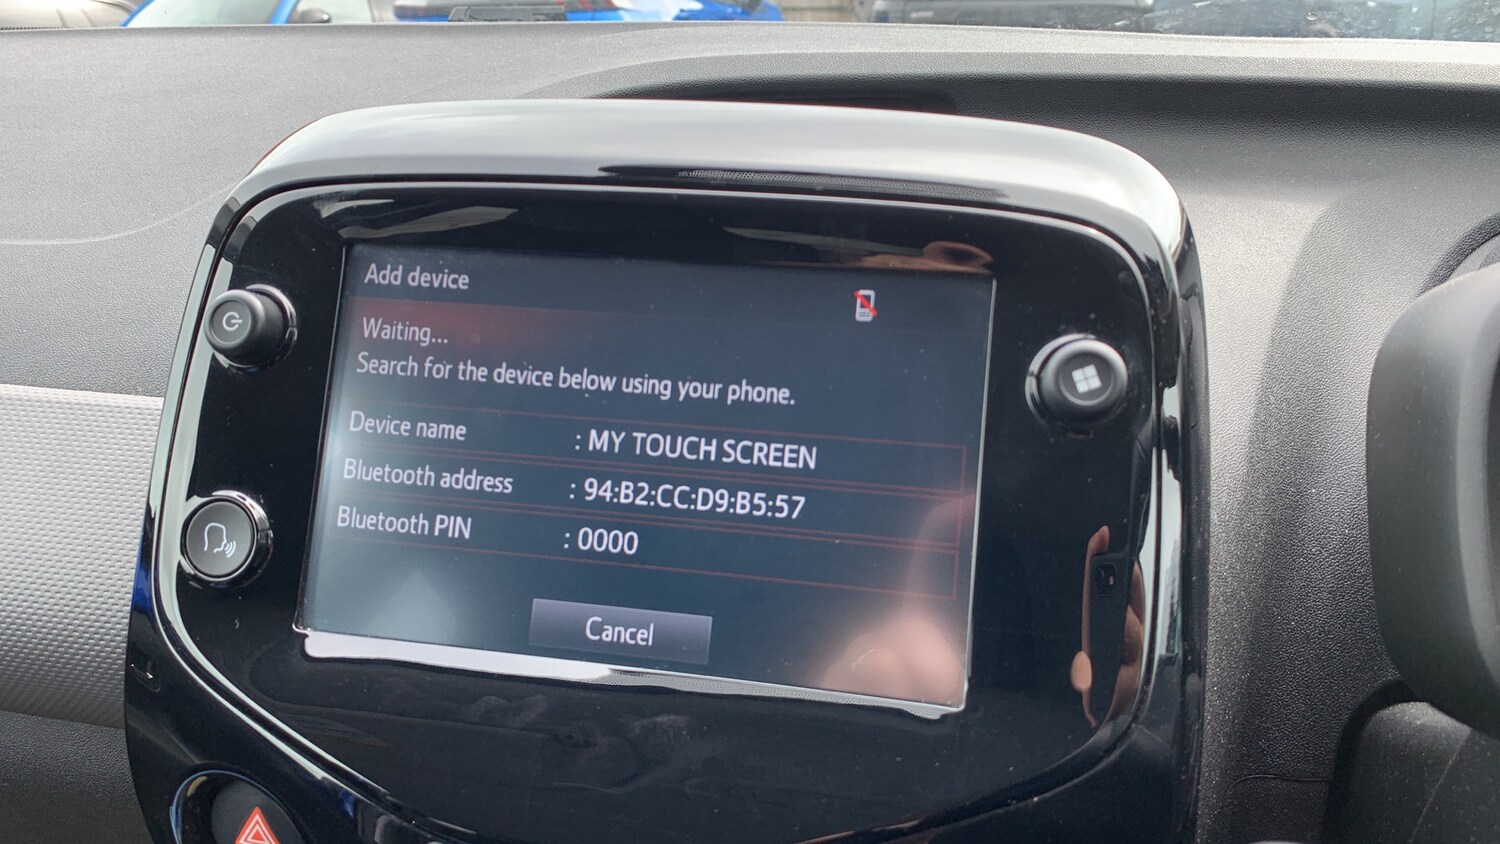 Add device
Waiting...
Search for the device below using your phone.
Device name : MY TOUCH SCREEN
Bluetooth address : 94:B2:CC:D9:B5:57
Bluetooth PIN : 0000
Cancel